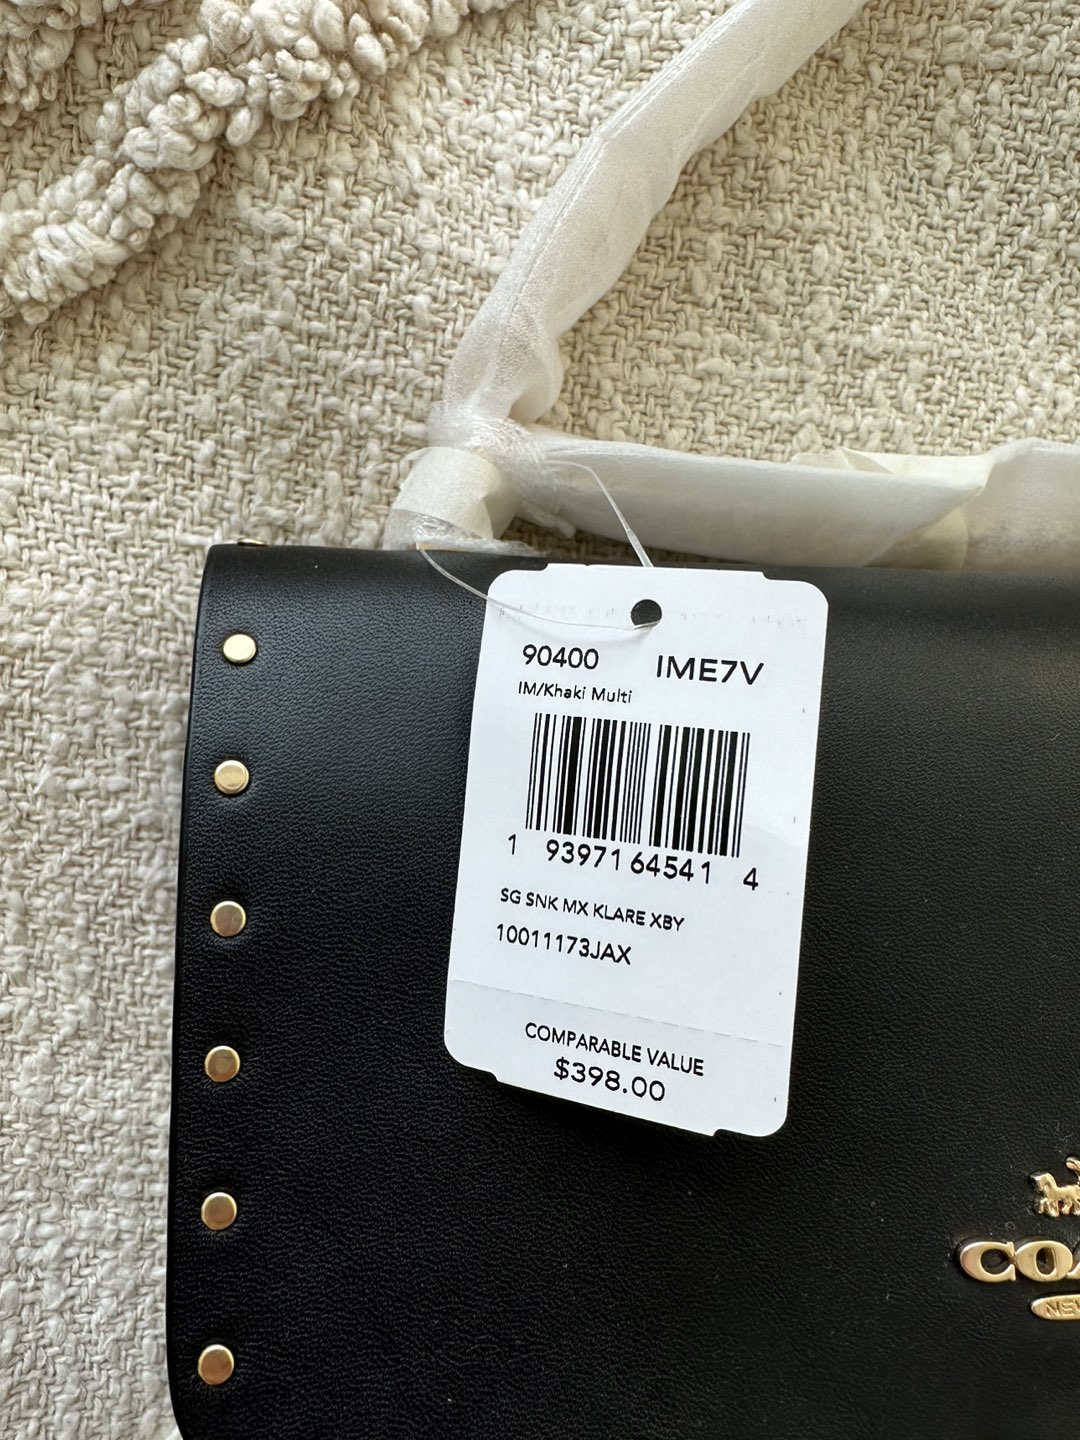 90400 IME7V
IM/Khaki Multi
1 93971 64541 4
SG SNK MX KLARE XBY
10011173JAX
COMPARABLE VALUE
$398.00
COA
NEW